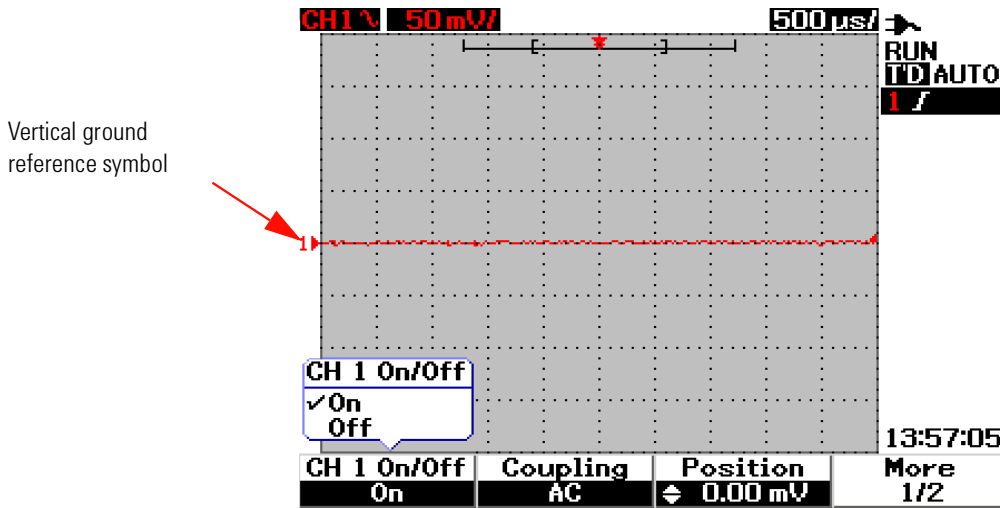 CH1 50 mV/ 500 µs/
RUN
T'D AUTO
1
Vertical ground
reference symbol
1
CH 1 On/Off
On
Off
13:57:05
CH 1 On/Off Coupling Position More
On AC 0.00 mV 1/2